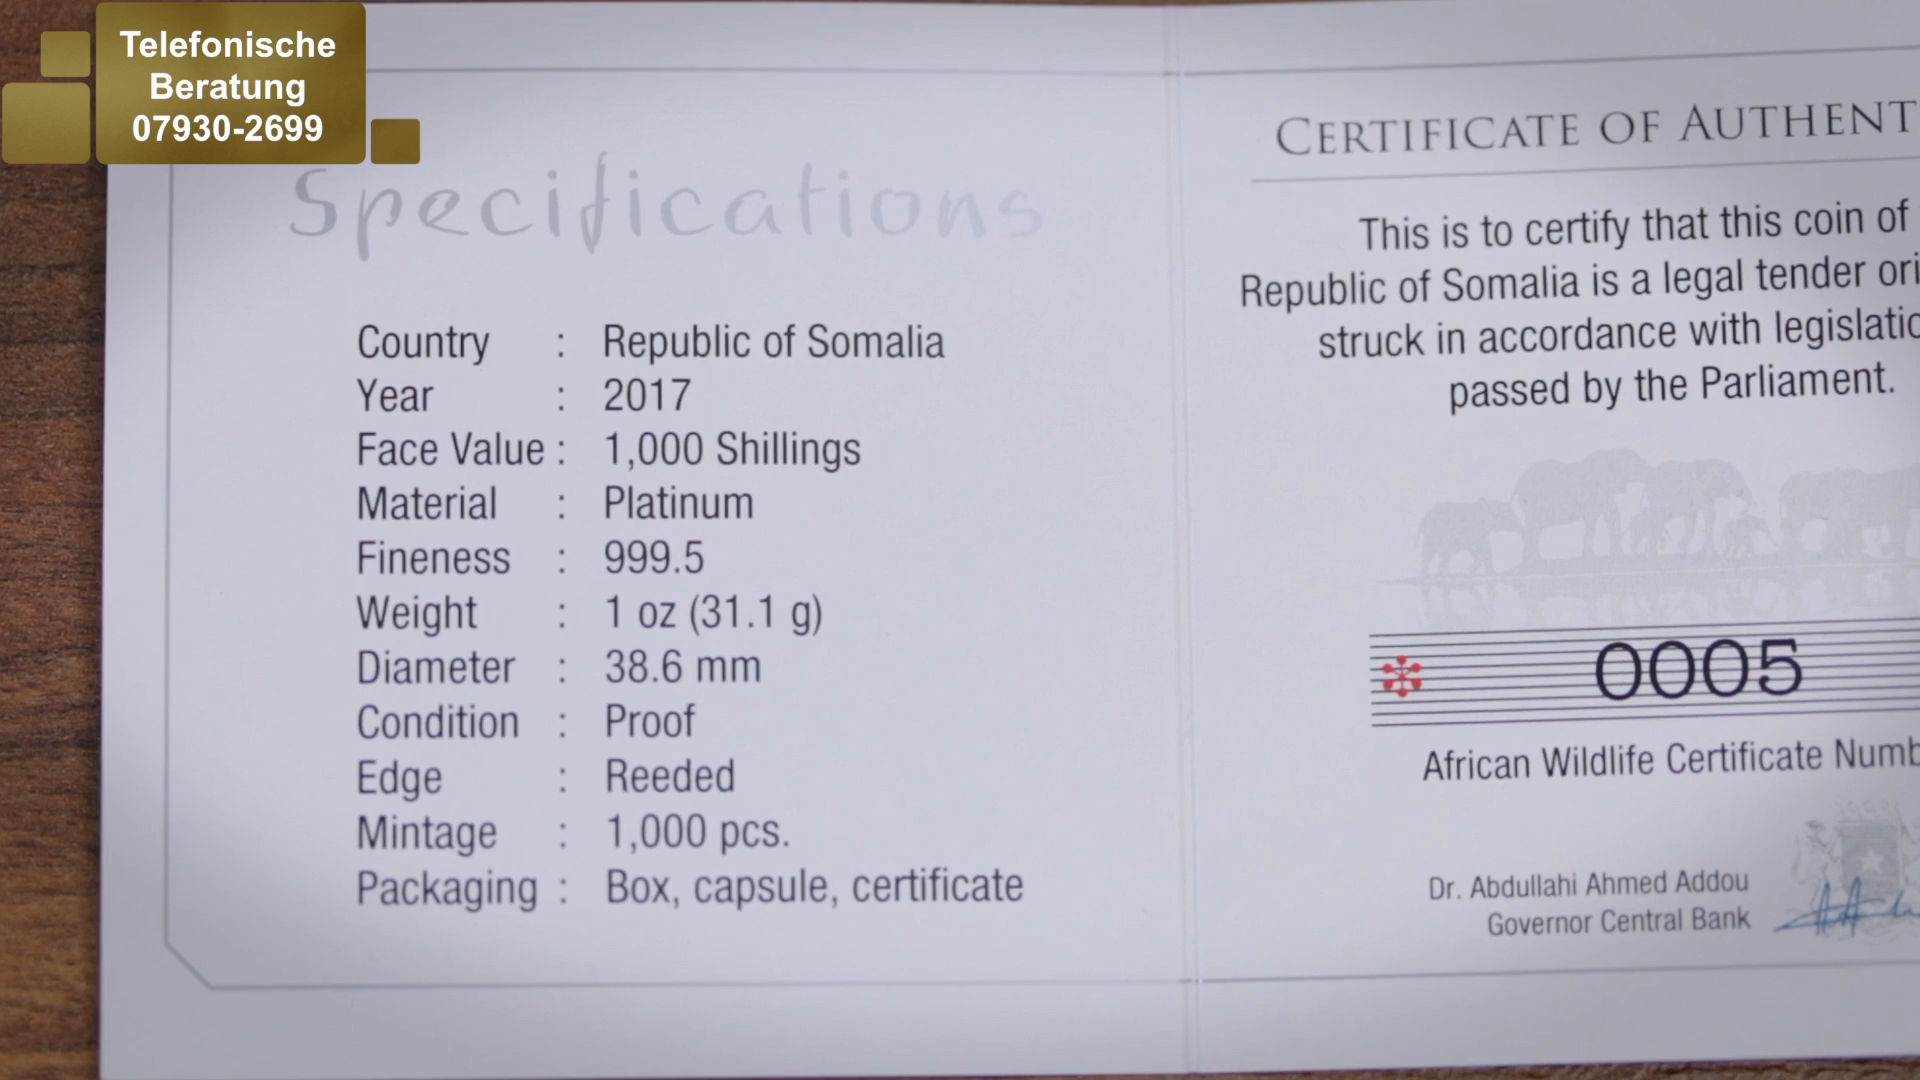 Telefonische
Beratung
07930-2699
Specifications
Country : Republic of Somalia
Year : 2017
Face Value : 1,000 Shillings
Material : Platinum
Fineness : 999.5
Weight : 1 oz (31.1 g)
Diameter : 38.6 mm
Condition : Proof
Edge : Reeded
Mintage : 1,000 pcs.
Packaging : Box, capsule, certificate
CERTIFICATE OF
This is to certify that this coin of
Republic of Somalia is a legal tender
struck in accordance with
passed by the Parliament.
0005
African Wildlife Certificate
Dr. Abdullahi Ahmed Addou
Governor Central Bank